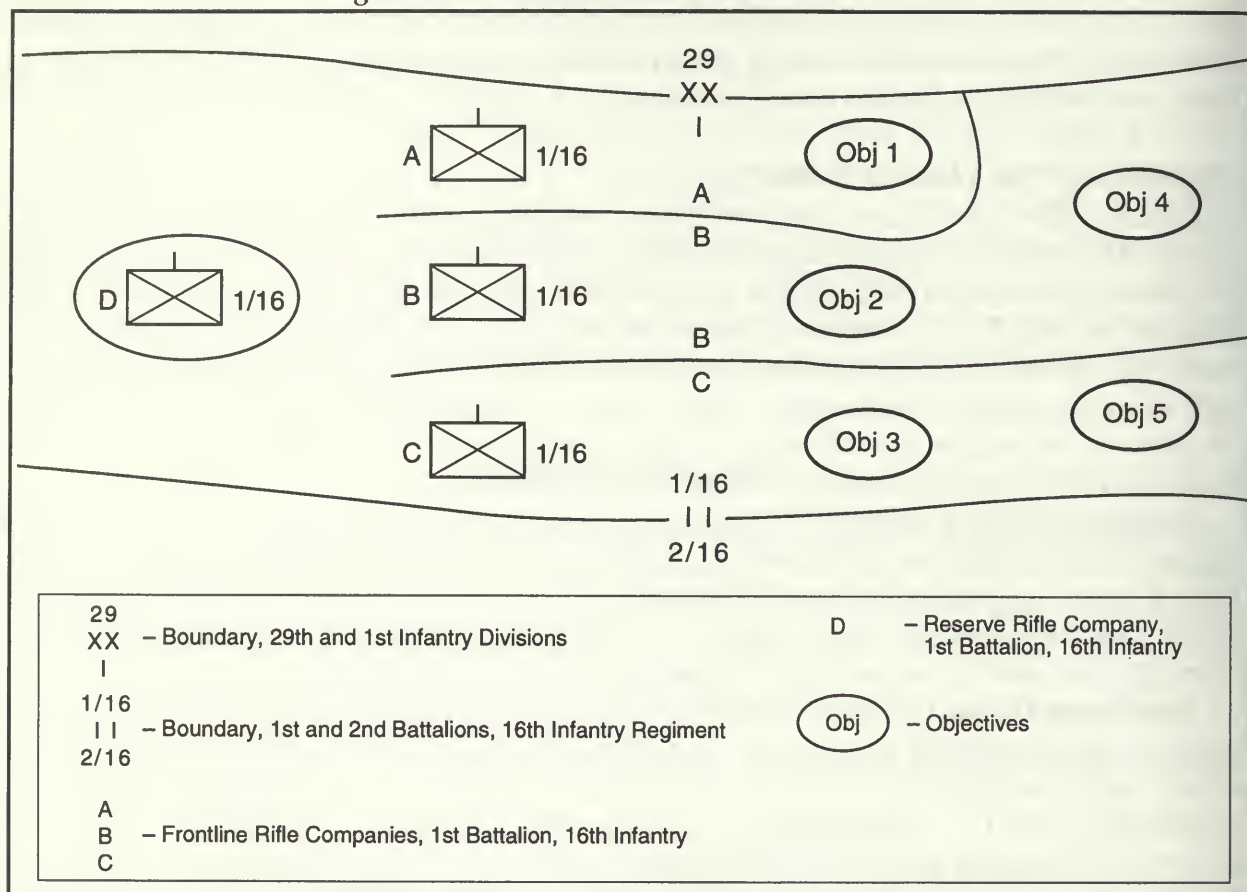 29
XX
I
A 1/16
Obj 1
A
B
Obj 4
D 1/16
B 1/16
Obj 2
B
C
Obj 5
C 1/16
Obj 3
1/16
I I
2/16
29
XX
I
– Boundary, 29th and 1st Infantry Divisions
1/16
I I
2/16
– Boundary, 1st and 2nd Battalions, 16th Infantry Regiment
A
B
C
– Frontline Rifle Companies, 1st Battalion, 16th Infantry
D – Reserve Rifle Company,
1st Battalion, 16th Infantry
Obj – Objectives